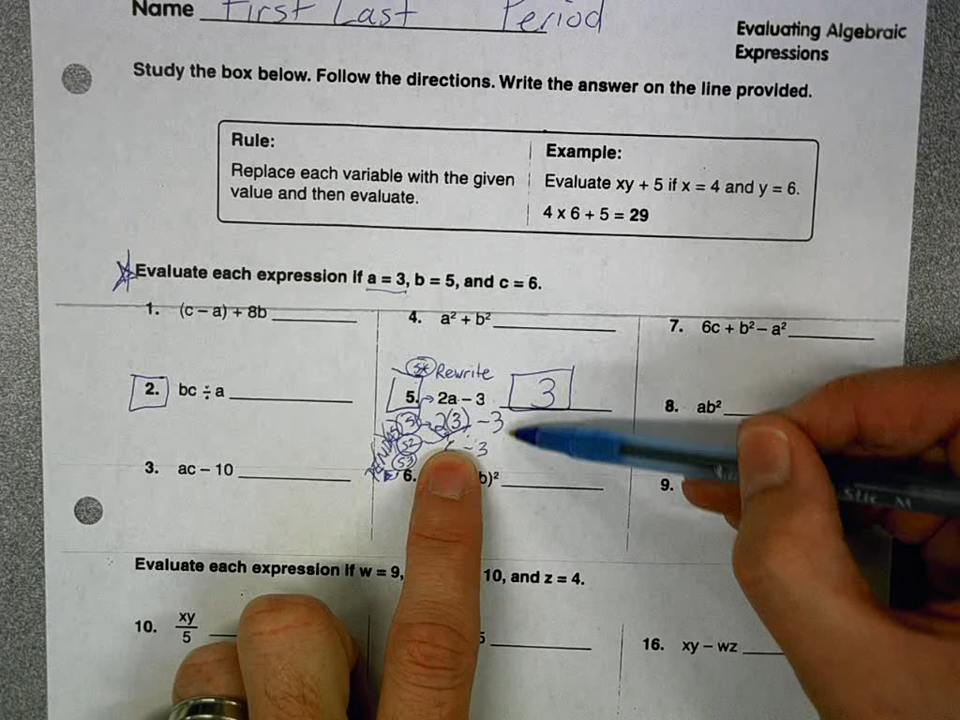 Name First Last Period
Evaluating Algebraic
Expressions
Study the box below. Follow the directions. Write the answer on the line provided.
Rule:
Replace each variable with the given
value and then evaluate.
Example:
Evaluate xy + 5 if x = 4 and y = 6.
4 x 6 + 5 = 29
Evaluate each expression if a = 3, b = 5, and c = 6.
1. (c – a) + 8b
2. bc ÷ a
3. ac – 10
4. a² + b²
Rewrite
5. 2a – 3
3
2(3) – 3
– 3
6. b)²
7. 6c + b² – a²
8. ab²
9.
Evaluate each expression if w = 9, 10, and z = 4.
10. xy
5
5
16. xy – wz